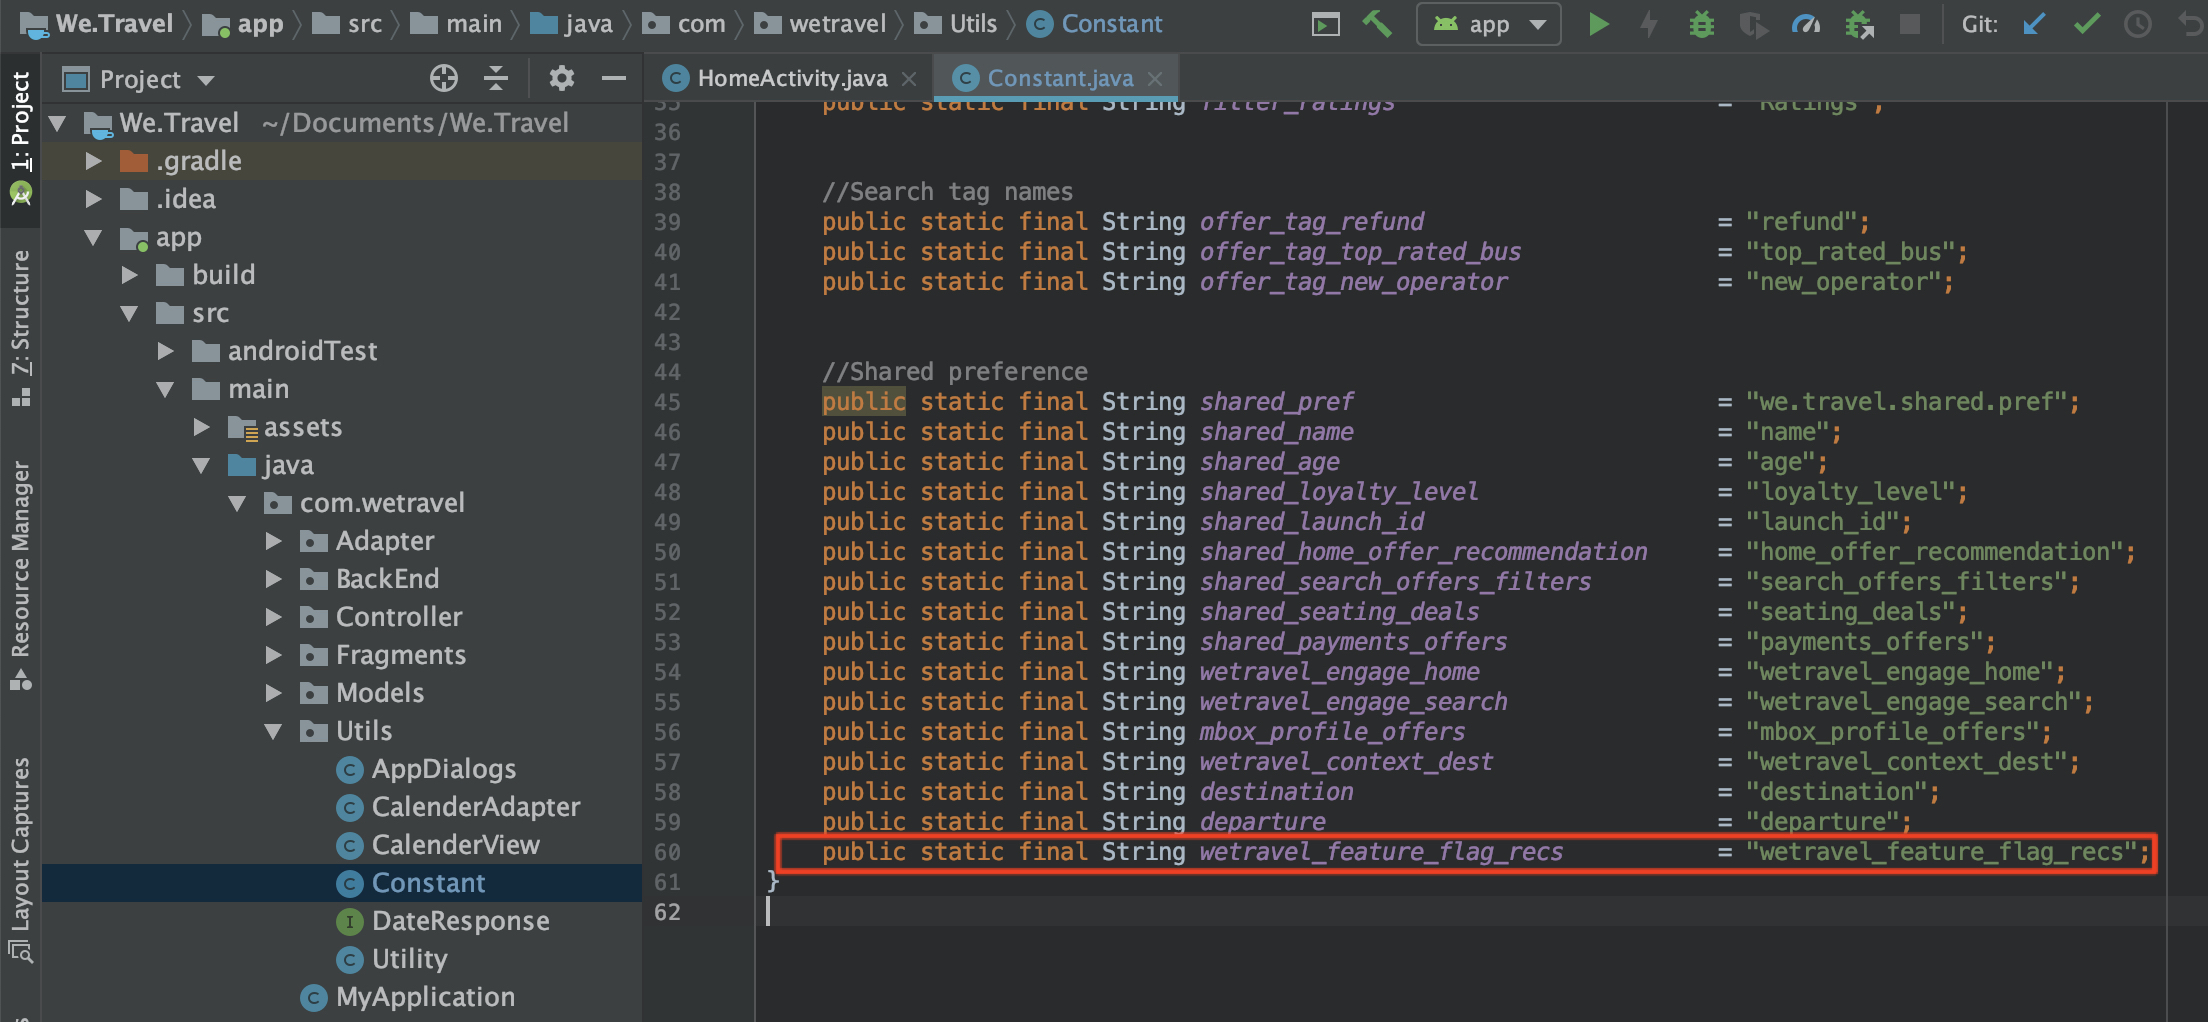 We.Travel app src main java com wetravel Utils Constant app Git:
Project
HomeActivity.java Constant.java
1: Project
Z: Structure
Resource Manager
Layout Captures
We.Travel ~/Documents/We.Travel
.gradle
.idea
app
build
src
androidTest
main
assets
java
com.wetravel
Adapter
BackEnd
Controller
Fragments
Models
Utils
AppDialogs
CalenderAdapter
CalenderView
Constant
DateResponse
Utility
MyApplication
35 public static final String filter_ratings = "Ratings";
36
37
38 //Search tag names
39 public static final String offer_tag_refund = "refund";
40 public static final String offer_tag_top_rated_bus = "top_rated_bus";
41 public static final String offer_tag_new_operator = "new_operator";
42
43
44 //Shared preference
45 public static final String shared_pref = "we.travel.shared.pref";
46 public static final String shared_name = "name";
47 public static final String shared_age = "age";
48 public static final String shared_loyalty_level = "loyalty_level";
49 public static final String shared_launch_id = "launch_id";
50 public static final String shared_home_offer_recommendation = "home_offer_recommendation";
51 public static final String shared_search_offers_filters = "search_offers_filters";
52 public static final String shared_seating_deals = "seating_deals";
53 public static final String shared_payments_offers = "payments_offers";
54 public static final String wetravel_engage_home = "wetravel_engage_home";
55 public static final String wetravel_engage_search = "wetravel_engage_search";
56 public static final String mbox_profile_offers = "mbox_profile_offers";
57 public static final String wetravel_context_dest = "wetravel_context_dest";
58 public static final String destination = "destination";
59 public static final String departure = "departure";
60 public static final String wetravel_feature_flag_recs = "wetravel_feature_flag_recs";
61 }
62